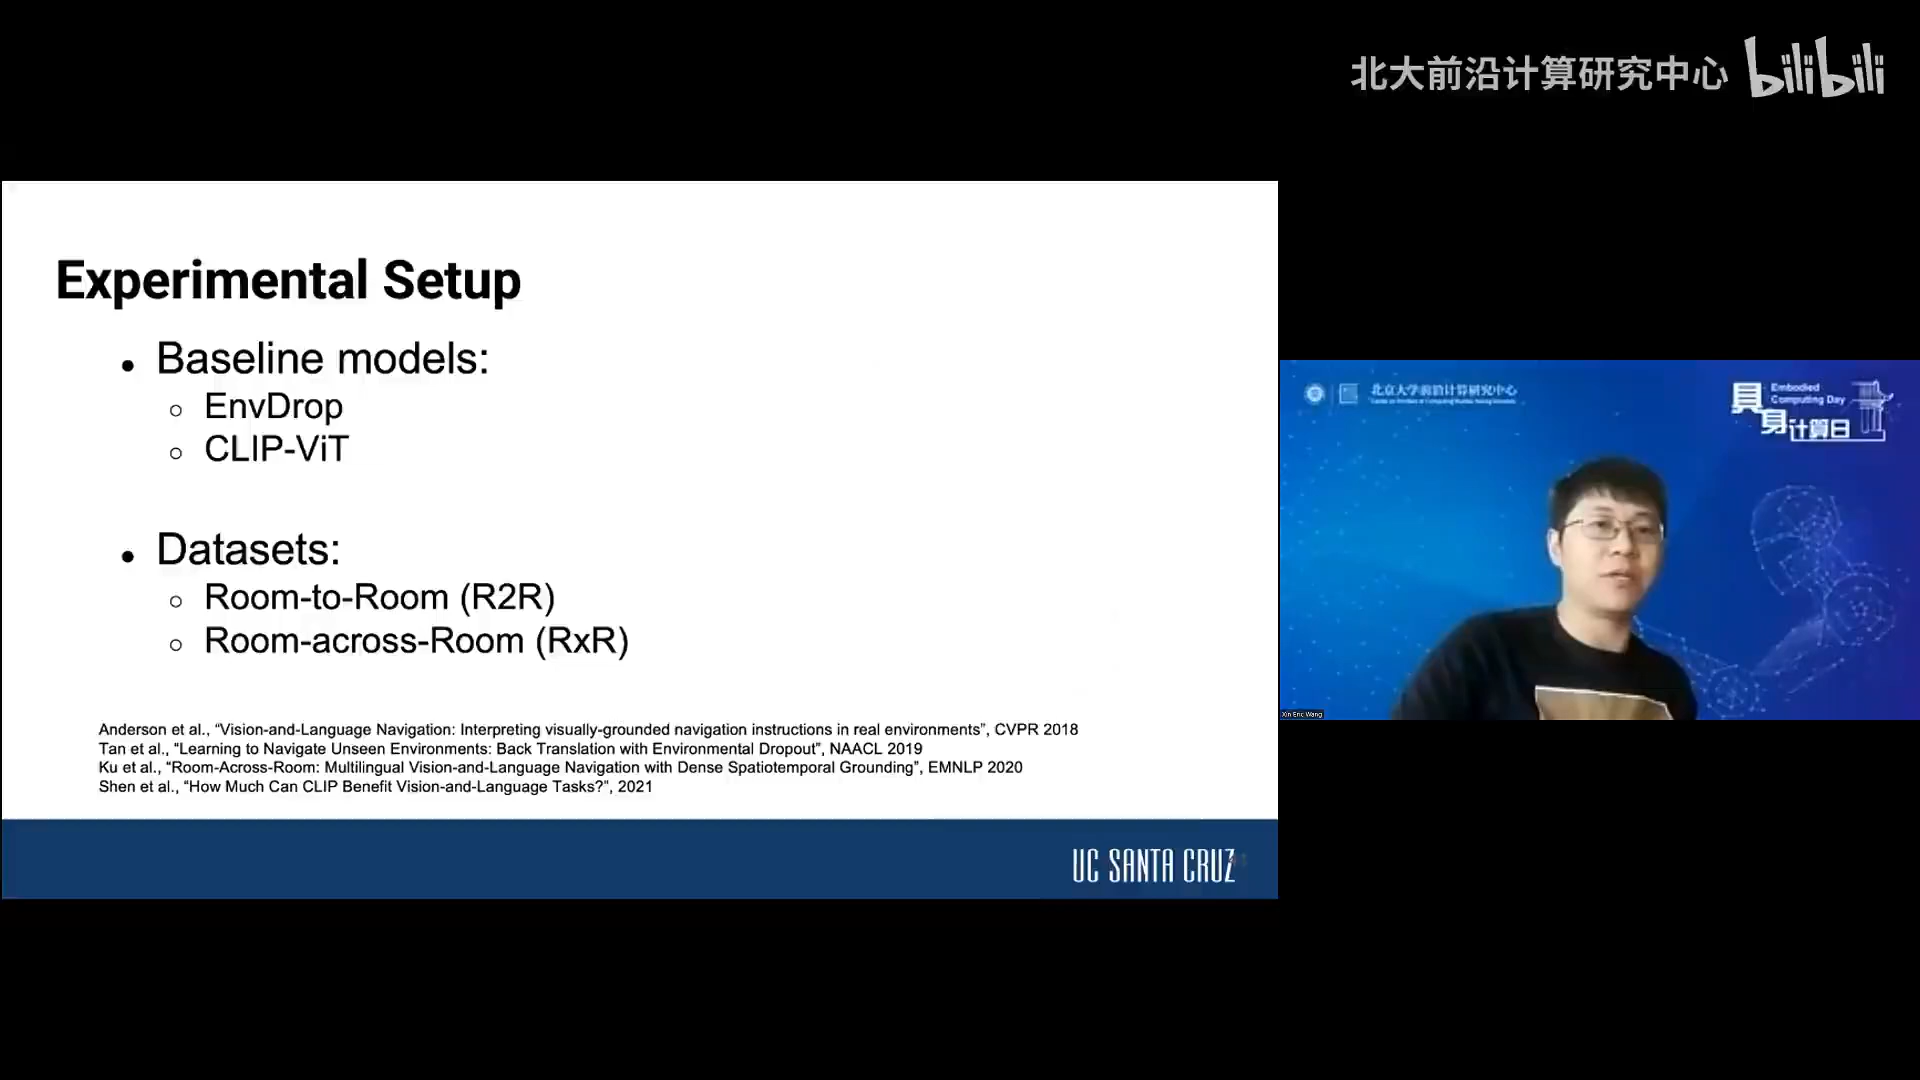 北大前沿计算研究中心 bilibili
Experimental Setup
• Baseline models:
○ EnvDrop
○ CLIP-ViT
• Datasets:
○ Room-to-Room (R2R)
○ Room-across-Room (RxR)
Anderson et al., “Vision-and-Language Navigation: Interpreting visually-grounded navigation instructions in real environments”, CVPR 2018
Tan et al., “Learning to Navigate Unseen Environments: Back Translation with Environmental Dropout”, NAACL 2019
Ku et al., “Room-Across-Room: Multilingual Vision-and-Language Navigation with Dense Spatiotemporal Grounding”, EMNLP 2020
Shen et al., “How Much Can CLIP Benefit Vision-and-Language Tasks?”, 2021
UC SANTA CRUZ
北京大学前沿计算研究中心
Embodied
Computing Day
具身计算日
Xin Eric Wang